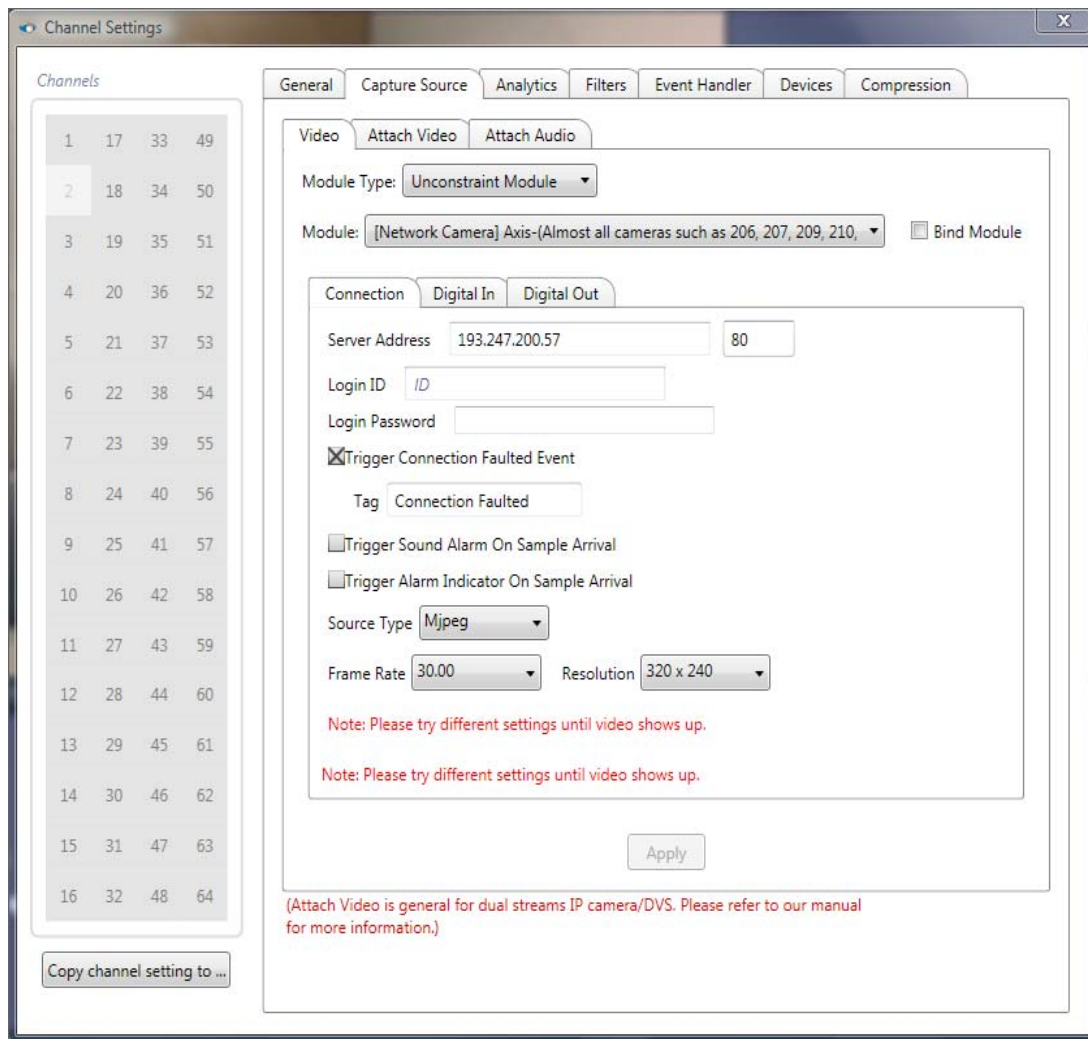 Channel Settings
X
Channels
1 17 33 49
2 18 34 50
3 19 35 51
4 20 36 52
5 21 37 53
6 22 38 54
7 23 39 55
8 24 40 56
9 25 41 57
10 26 42 58
11 27 43 59
12 28 44 60
13 29 45 61
14 30 46 62
15 31 47 63
16 32 48 64
Copy channel setting to ...
General Capture Source Analytics Filters Event Handler Devices Compression
Video Attach Video Attach Audio
Module Type: Unconstraint Module
Module: [Network Camera] Axis-(Almost all cameras such as 206, 207, 209, 210, Bind Module
Connection Digital In Digital Out
Server Address 193.247.200.57 80
Login ID ID
Login Password
Trigger Connection Faulted Event
Tag Connection Faulted
Trigger Sound Alarm On Sample Arrival
Trigger Alarm Indicator On Sample Arrival
Source Type Mjpeg
Frame Rate 30.00 Resolution 320 x 240
Note: Please try different settings until video shows up.
Note: Please try different settings until video shows up.
Apply
(Attach Video is general for dual streams IP camera/DVS. Please refer to our manual
for more information.)